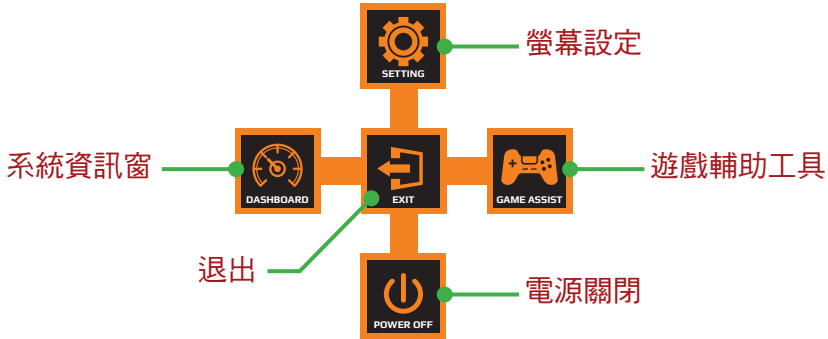 SETTING
螢幕設定
系統資訊窗
DASHBOARD
EXIT
GAME ASSIST
遊戲輔助工具
退出
POWER OFF
電源關閉